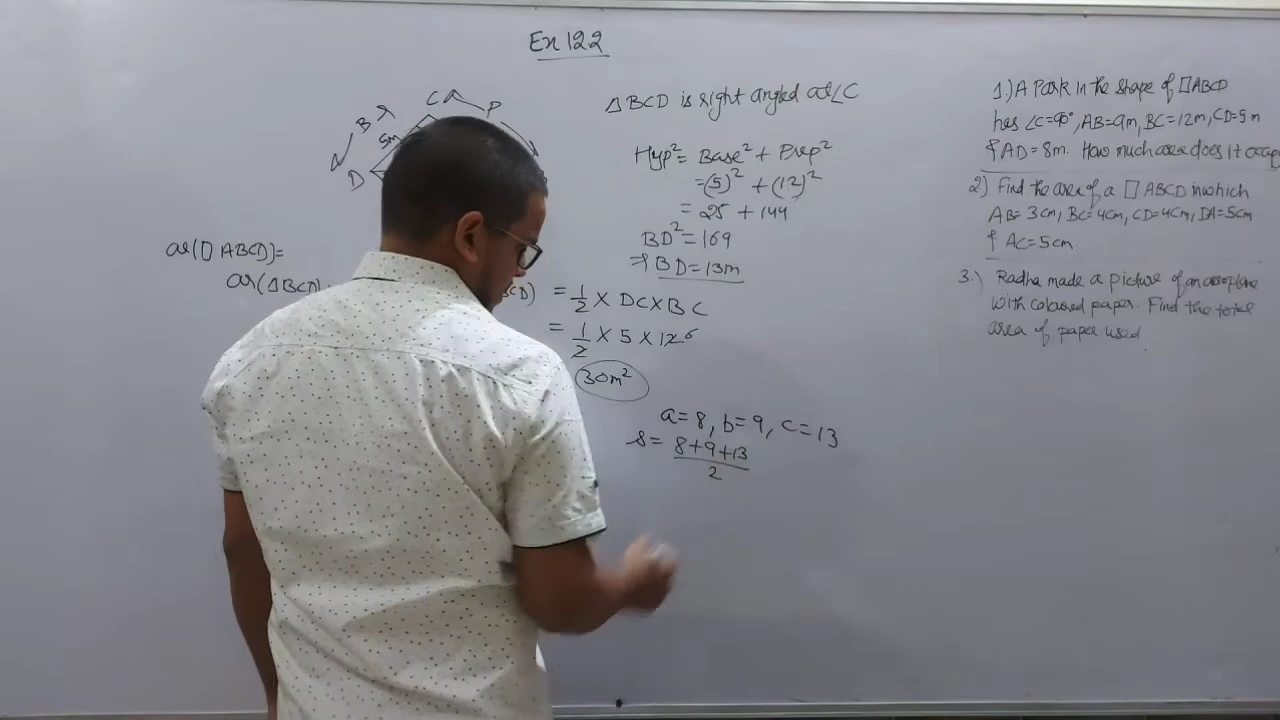 Ex 12.2
C P
B
5m
D
ar(□ ABCD)=
ar(ΔBCD)
Δ BCD is right angled at ∠C
Hyp² = Base² + Prep²
=(5)² + (12)²
= 25 + 144
BD² = 169
⇒ BD = 13m
BCD) = 1/2 × DC × BC
= 1/2 × 5 × 12 6
30m²
a = 8, b = 9, c = 13
s = 8+9+13/2
1.) A Park in the shape of □ABCD
has ∠C=90°, AB=9m, BC=12m, CD=5m
& AD=8m. How much area does it occup
2) Find the area of a □ ABCD in which
AB= 3cm, BC=4cm, CD=4cm, DA=5cm
& AC=5cm
3.) Radha made a picture of an aeroplane
with coloured paper. Find the total
area of paper used.